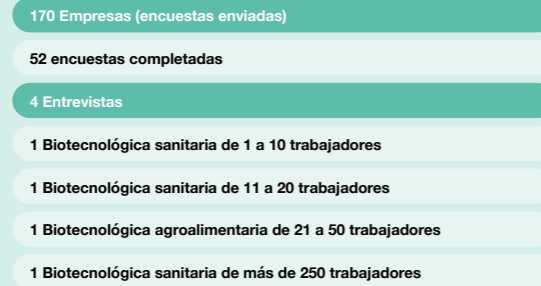 170 Empresas (encuestas enviadas)
52 encuestas completadas
4 Entrevistas
1 Biotecnológica sanitaria de 1 a 10 trabajadores
1 Biotecnológica sanitaria de 11 a 20 trabajadores
1 Biotecnológica agroalimentaria de 21 a 50 trabajadores
1 Biotecnológica sanitaria de más de 250 trabajadores